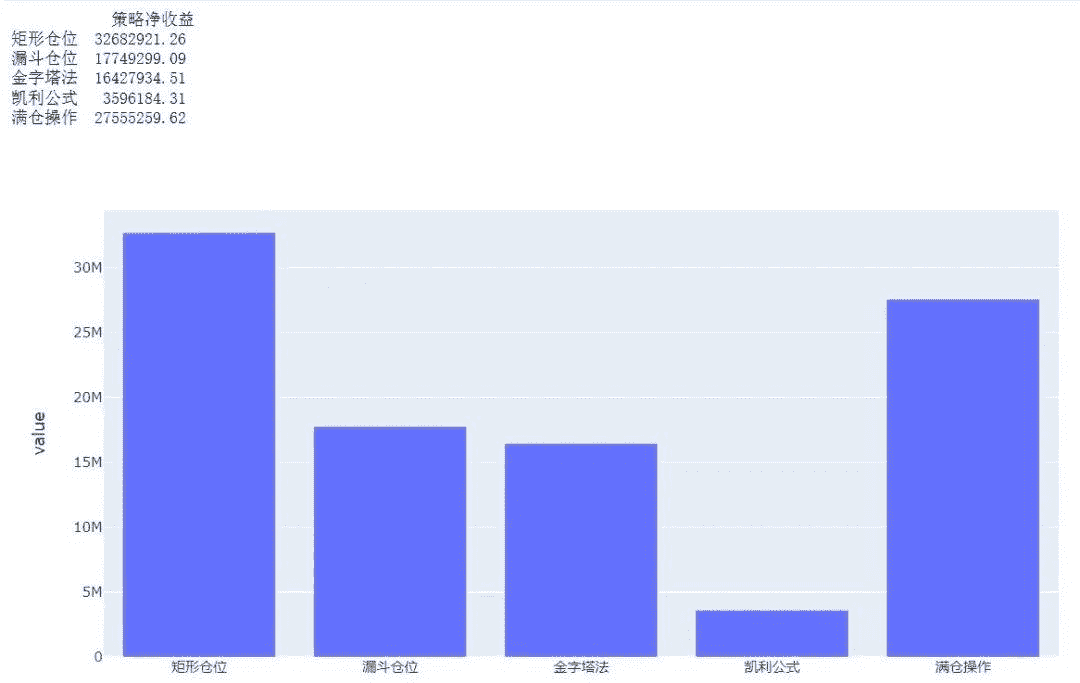 策略净收益
矩形仓位 32682921.26
漏斗仓位 17749299.09
金字塔法 16427934.51
凯利公式 3596184.31
满仓操作 27555259.62
30M
25M
20M
15M
10M
5M
0
value
矩形仓位 漏斗仓位 金字塔法 凯利公式 满仓操作